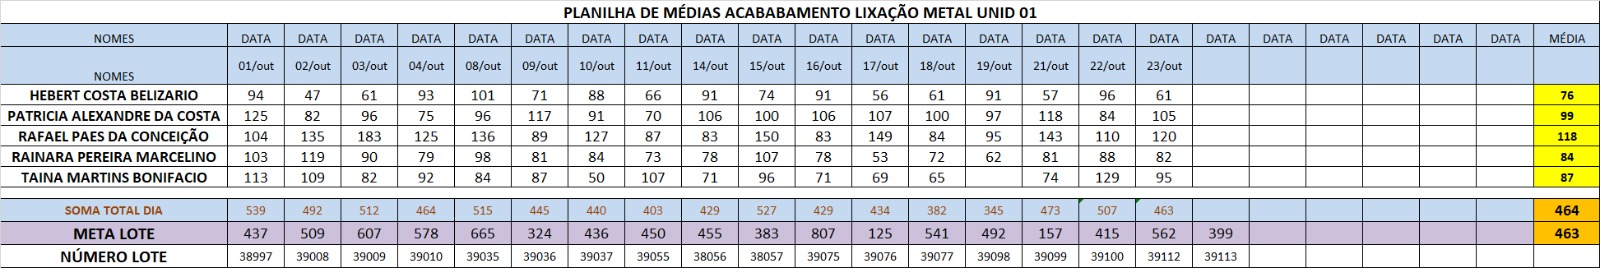 PLANILHA DE MÉDIAS ACABABAMENTO LIXAÇÃO METAL UNID 01
NOMES DATA DATA DATA DATA DATA DATA DATA DATA DATA DATA DATA DATA DATA DATA DATA DATA DATA DATA DATA DATA DATA DATA DATA MÉDIA
NOMES 01/out 02/out 03/out 04/out 08/out 09/out 10/out 11/out 14/out 15/out 16/out 17/out 18/out 19/out 21/out 22/out 23/out
HEBERT COSTA BELIZARIO 94 47 61 93 101 71 88 66 91 74 91 56 61 91 57 96 61 76
PATRICIA ALEXANDRE DA COSTA 125 82 96 75 96 117 91 70 106 100 106 107 100 97 118 84 105 99
RAFAEL PAES DA CONCEIÇÃO 104 135 183 125 136 89 127 87 83 150 83 149 84 95 143 110 120 118
RAINARA PEREIRA MARCELINO 103 119 90 79 98 81 84 73 78 107 78 53 72 62 81 88 82 84
TAINA MARTINS BONIFACIO 113 109 82 92 84 87 50 107 71 96 71 69 65 74 129 95 87
SOMA TOTAL DIA 539 492 512 464 515 445 440 403 429 527 429 434 382 345 473 507 463 464
META LOTE 437 509 607 578 665 324 436 450 455 383 807 125 541 492 157 415 562 399 463
NÚMERO LOTE 38997 39008 39009 39010 39035 39036 39037 39055 38056 38057 39075 39076 39077 39098 39099 39100 39112 39113